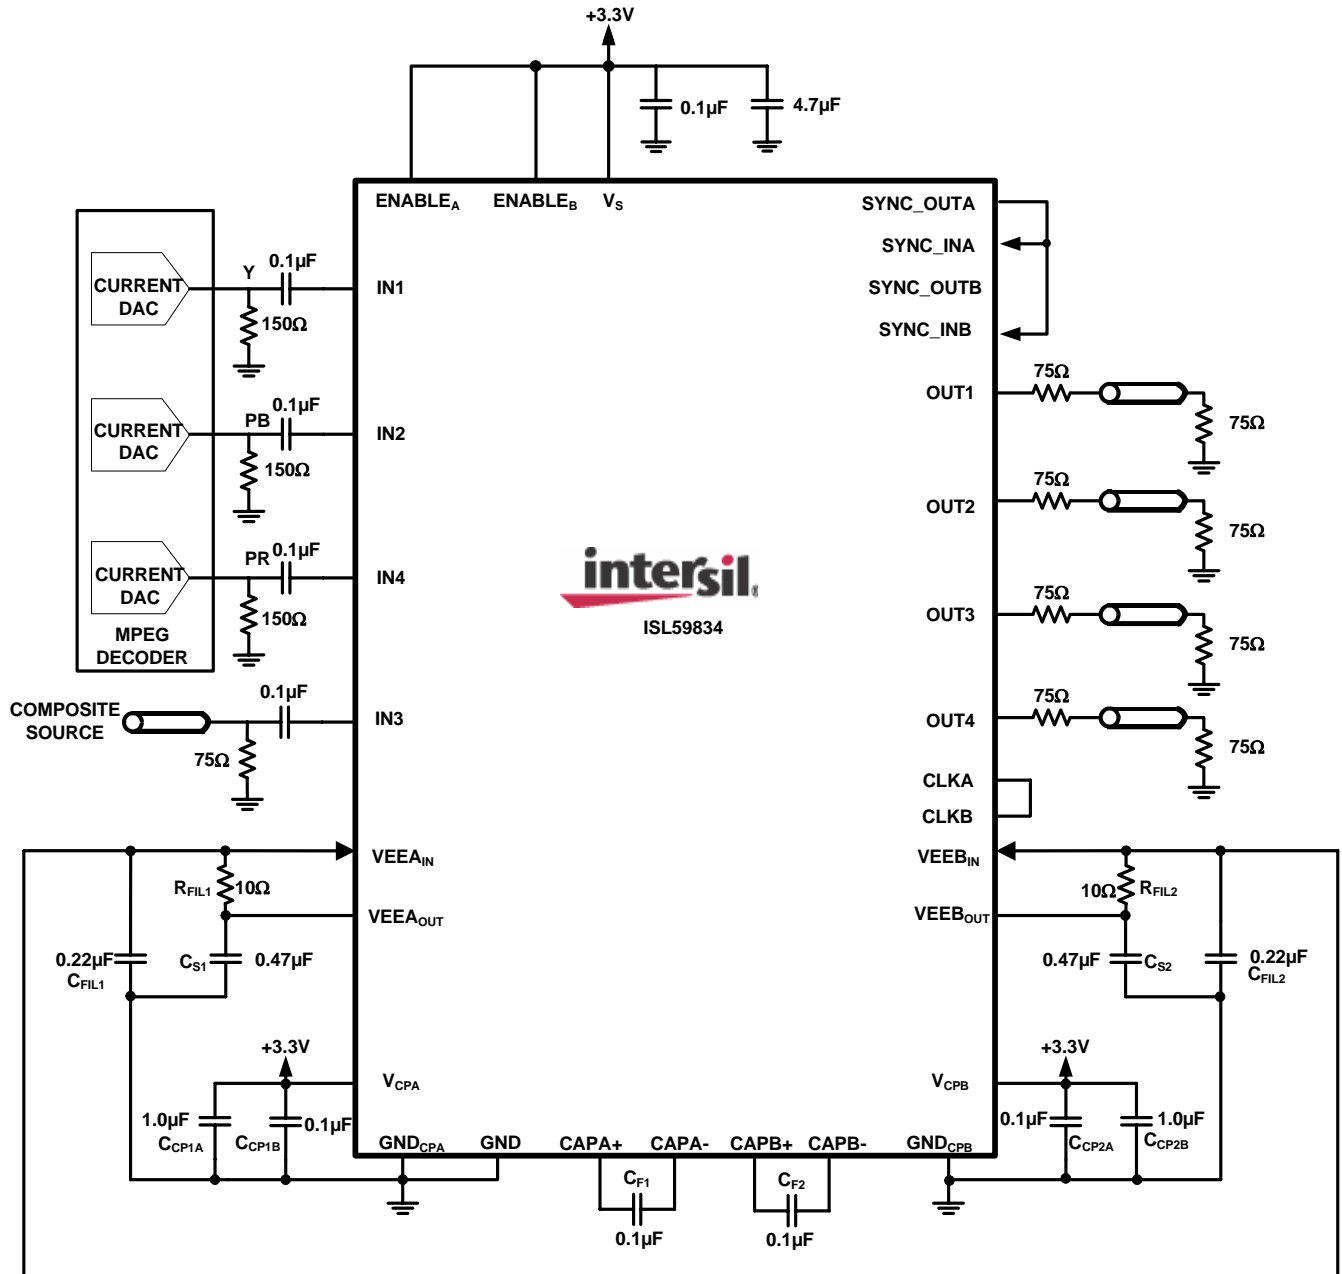 +3.3V
0.1µF
4.7µF
ENABLEA
ENABLEB
VS
SYNC_OUTA
SYNC_INA
SYNC_OUTB
SYNC_INB
CURRENT
DAC
Y
0.1µF
150Ω
IN1
CURRENT
DAC
PB
0.1µF
150Ω
IN2
CURRENT
DAC
PR
0.1µF
150Ω
IN4
MPEG
DECODER
COMPOSITE
SOURCE
0.1µF
75Ω
IN3
intersil
ISL59834
OUT1
75Ω
75Ω
OUT2
75Ω
75Ω
OUT3
75Ω
75Ω
OUT4
75Ω
75Ω
CLKA
CLKB
VEEAIN
RFIL1
10Ω
VEEAOUT
0.22µF
CFIL1
CS1
0.47µF
VEEBIN
10Ω
RFIL2
VEEBOUT
0.47µF
CS2
0.22µF
CFIL2
+3.3V
VCPA
1.0µF
CCP1A
CCP1B
0.1µF
+3.3V
VCPB
0.1µF
CCP2A
1.0µF
CCP2B
GNDCPA
GND
CAPA+
CAPA-
CAPB+
CAPB-
GNDCPB
CF1
0.1µF
CF2
0.1µF